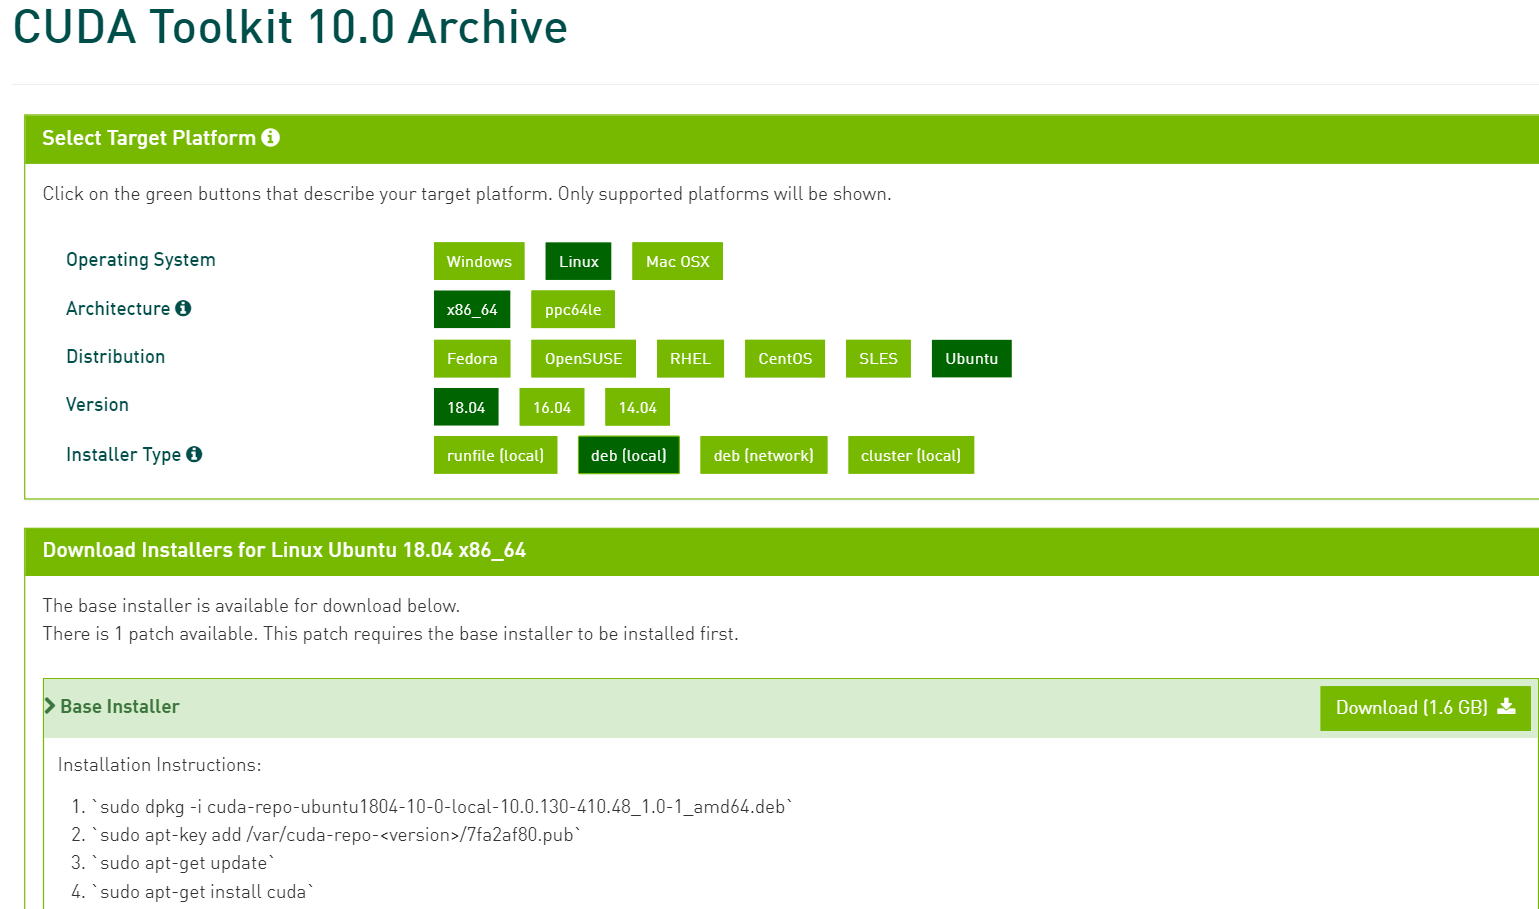 CUDA Toolkit 10.0 Archive
Select Target Platform
Click on the green buttons that describe your target platform. Only supported platforms will be shown.
Operating System Windows Linux Mac OSX
Architecture x86_64 ppc64le
Distribution Fedora OpenSUSE RHEL CentOS SLES Ubuntu
Version 18.04 16.04 14.04
Installer Type runfile (local) deb (local) deb (network) cluster (local)
Download Installers for Linux Ubuntu 18.04 x86_64
The base installer is available for download below.
There is 1 patch available. This patch requires the base installer to be installed first.
Base Installer Download (1.6 GB)
Installation Instructions:
1. `sudo dpkg -i cuda-repo-ubuntu1804-10-0-local-10.0.130-410.48_1.0-1_amd64.deb`
2. `sudo apt-key add /var/cuda-repo-<version>/7fa2af80.pub`
3. `sudo apt-get update`
4. `sudo apt-get install cuda`